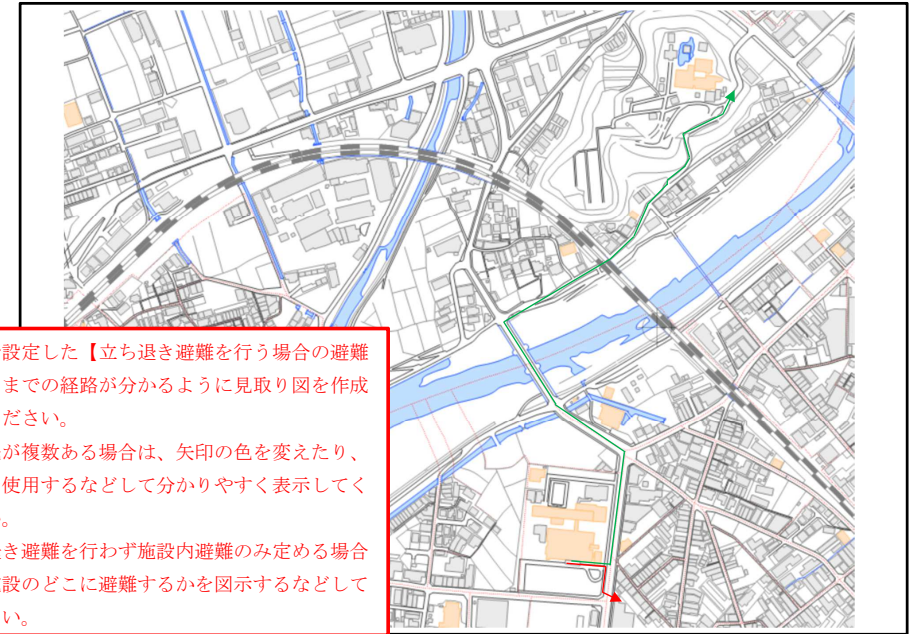 設定した【立ち退き避難を行う場合の避難
までの経路が分かるように見取り図を作成
ださい。
が複数ある場合は、矢印の色を変えたり、
使用するなどして分かりやすく表示してく
。
き避難を行わず施設内避難のみ定める場合
設のどこに避難するかを図示するなどして
い。